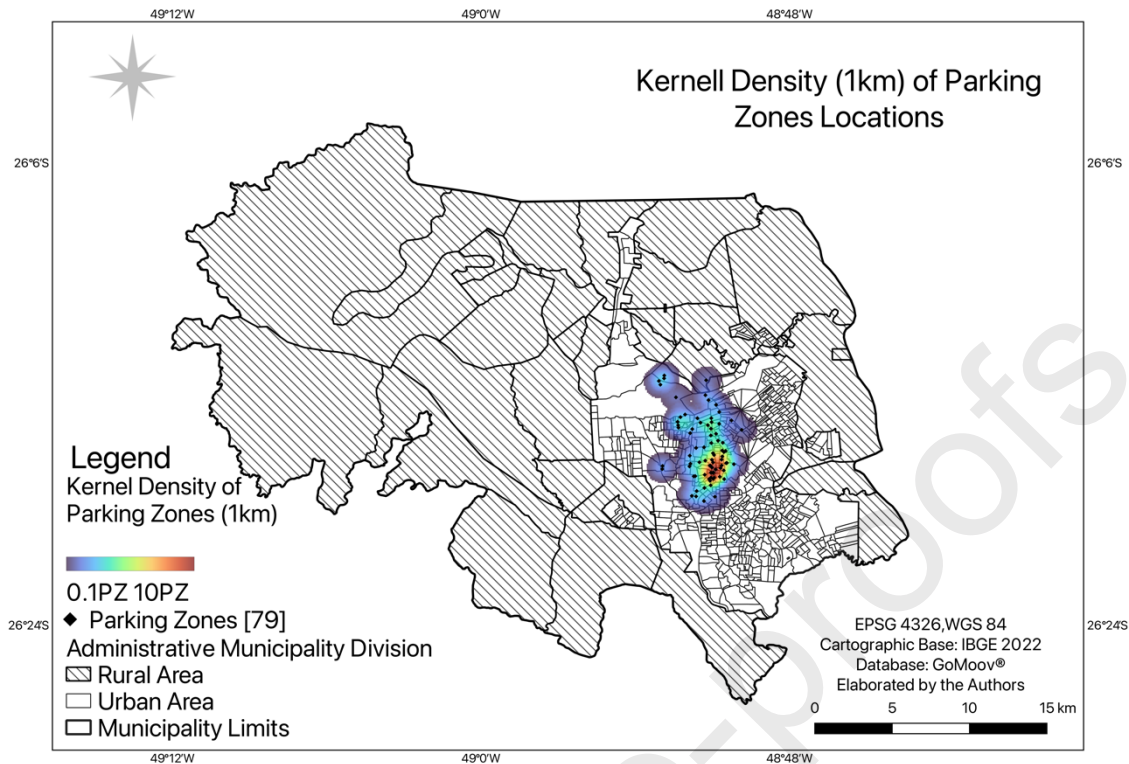 49°12'W 49°0'W 48°48'W
Kernell Density (1km) of Parking
Zones Locations
26°6'S 26°6'S
Legend
Kernel Density of
Parking Zones (1km)
0.1PZ 10PZ
Parking Zones [79]
Administrative Municipality Division
Rural Area
Urban Area
Municipality Limits
26°24'S 26°24'S
EPSG 4326,WGS 84
Cartographic Base: IBGE 2022
Database: GoMoov®
Elaborated by the Authors
0 5 10 15 km
49°12'W 49°0'W 48°48'W
e-proofs